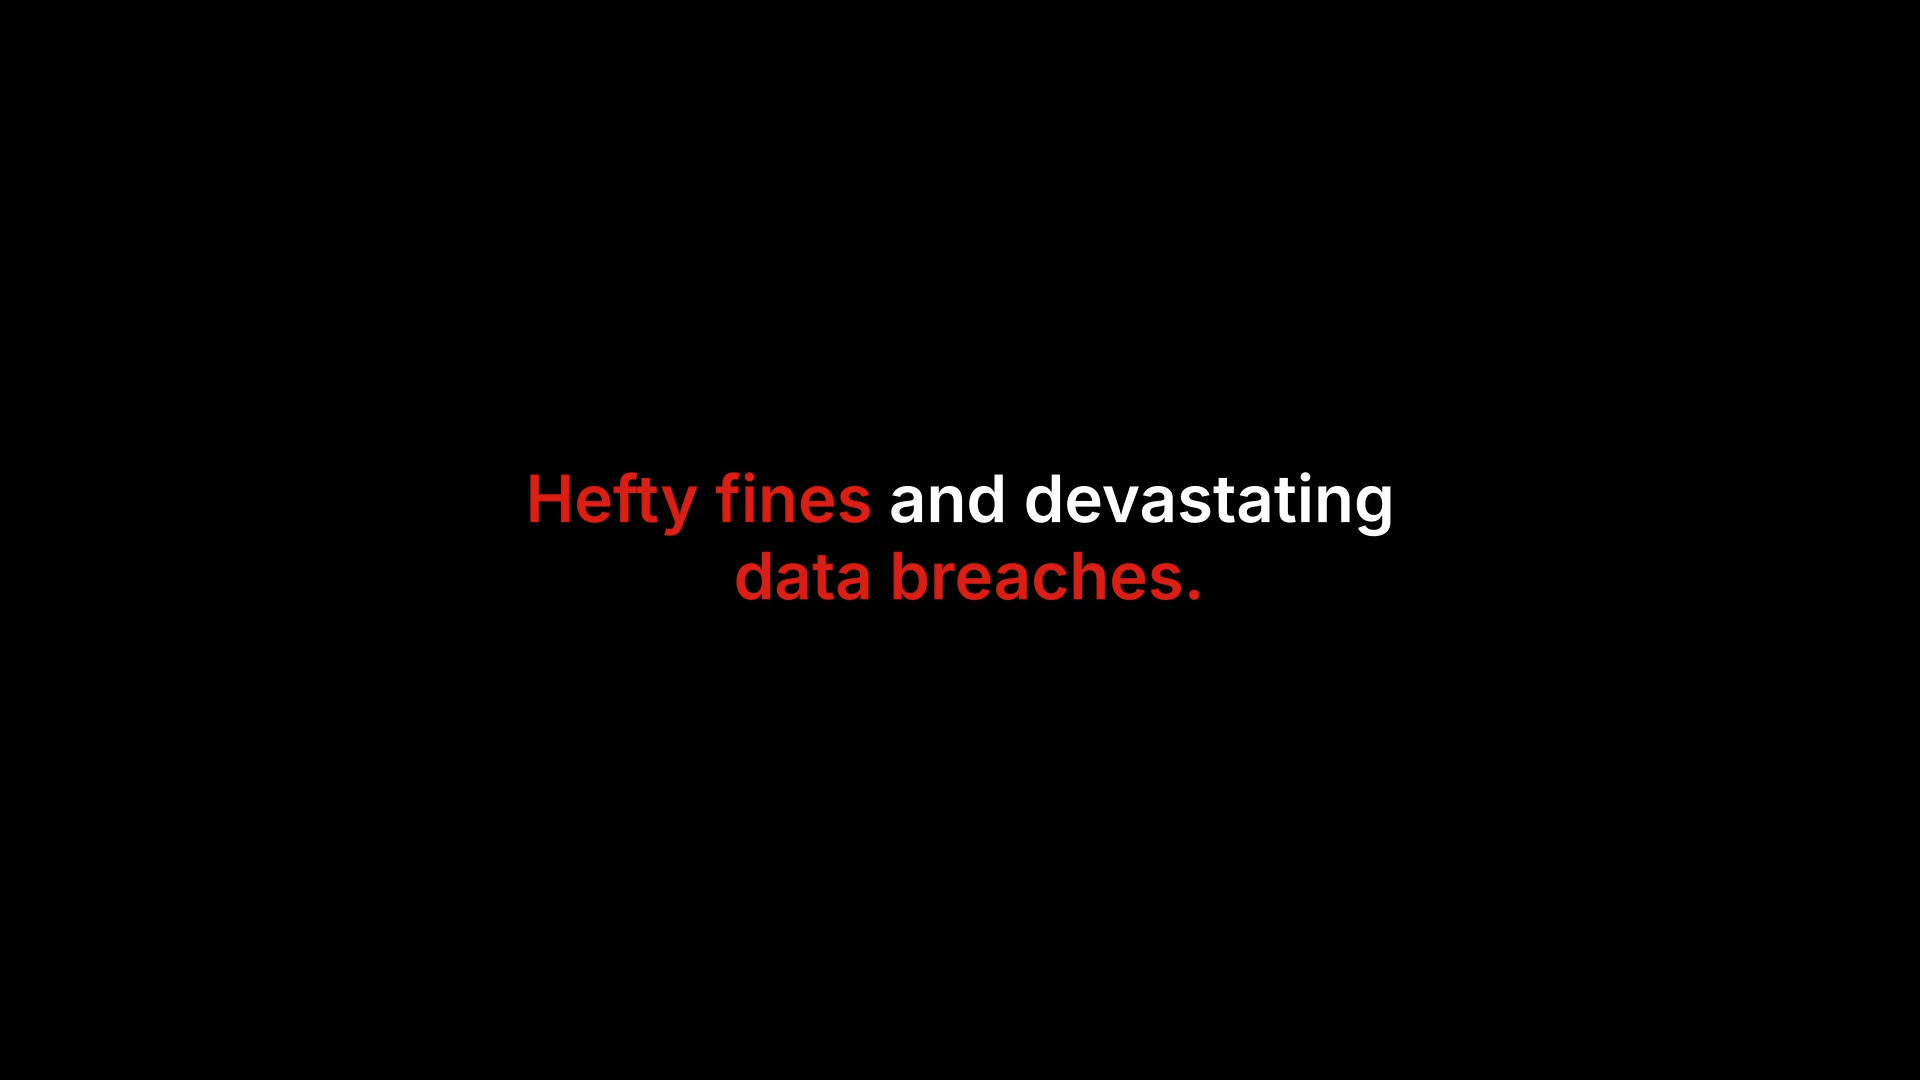 Hefty fines and devastating
data breaches.